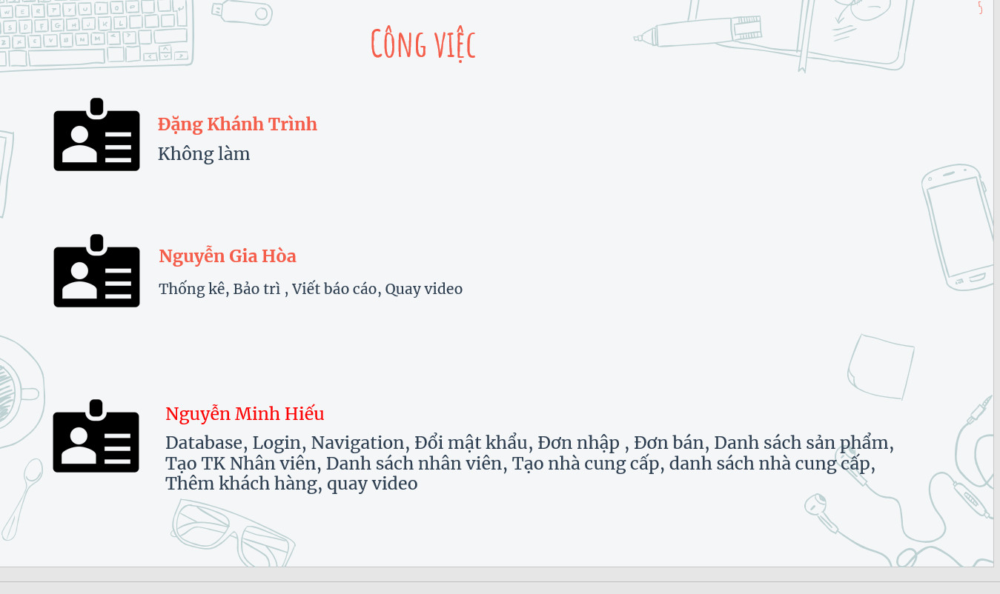 5
Công việc
Đặng Khánh Trình
Không làm
Nguyễn Gia Hòa
Thống kê, Bảo trì , Viết báo cáo, Quay video
Nguyễn Minh Hiếu
Database, Login, Navigation, Đổi mật khẩu, Đơn nhập , Đơn bán, Danh sách sản phẩm,
Tạo TK Nhân viên, Danh sách nhân viên, Tạo nhà cung cấp, danh sách nhà cung cấp,
Thêm khách hàng, quay video